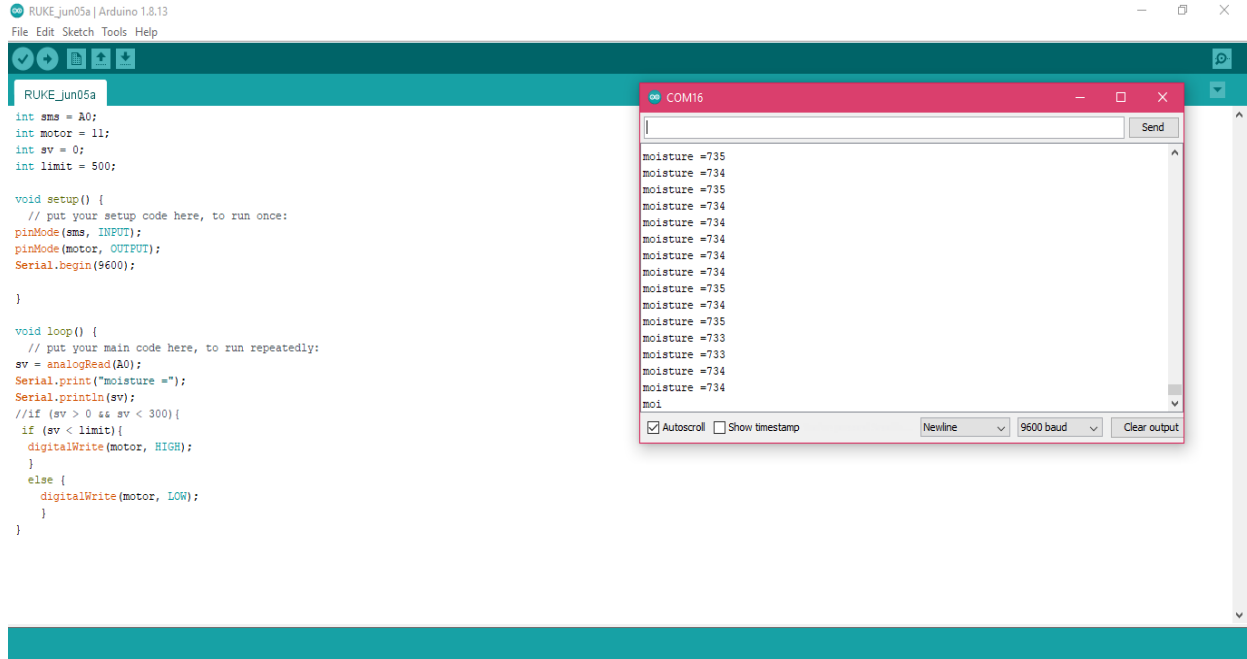 RUKE_jun05a | Arduino 1.8.13
File Edit Sketch Tools Help
RUKE_jun05a
int sms = A0;
int motor = 11;
int sv = 0;
int limit = 500;
void setup() {
// put your setup code here, to run once:
pinMode(sms, INPUT);
pinMode(motor, OUTPUT);
Serial.begin(9600);
}
void loop() {
// put your main code here, to run repeatedly:
sv = analogRead(A0);
Serial.print("moisture =");
Serial.println(sv);
//if (sv > 0 && sv < 300){
if (sv < limit){
digitalWrite(motor, HIGH);
}
else {
digitalWrite(motor, LOW);
}
}
COM16
Send
moisture =735
moisture =734
moisture =735
moisture =734
moisture =734
moisture =734
moisture =734
moisture =734
moisture =735
moisture =734
moisture =735
moisture =733
moisture =733
moisture =734
moisture =734
moi
Autoscroll Show timestamp Newline 9600 baud Clear output